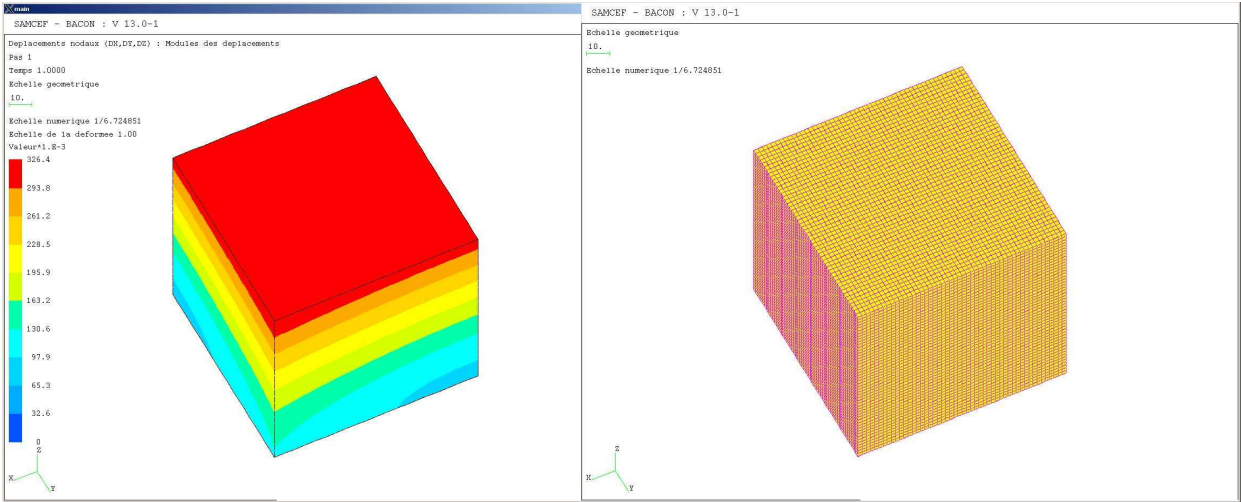 main
SAMCEF - BACON : V 13.0-1
Deplacements nodaux (DX,DY,DZ) : Modules des deplacements
Pas 1
Temps 1.0000
Echelle geometrique
10.
Echelle numerique 1/6.724851
Echelle de la deformee 1.00
Valeur*1.E-3
326.4
293.8
261.2
228.5
195.9
163.2
130.6
97.9
65.3
32.6
0
Z
X
Y
SAMCEF - BACON : V 13.0-1
Echelle geometrique
10.
Echelle numerique 1/6.724851
Z
X
Y